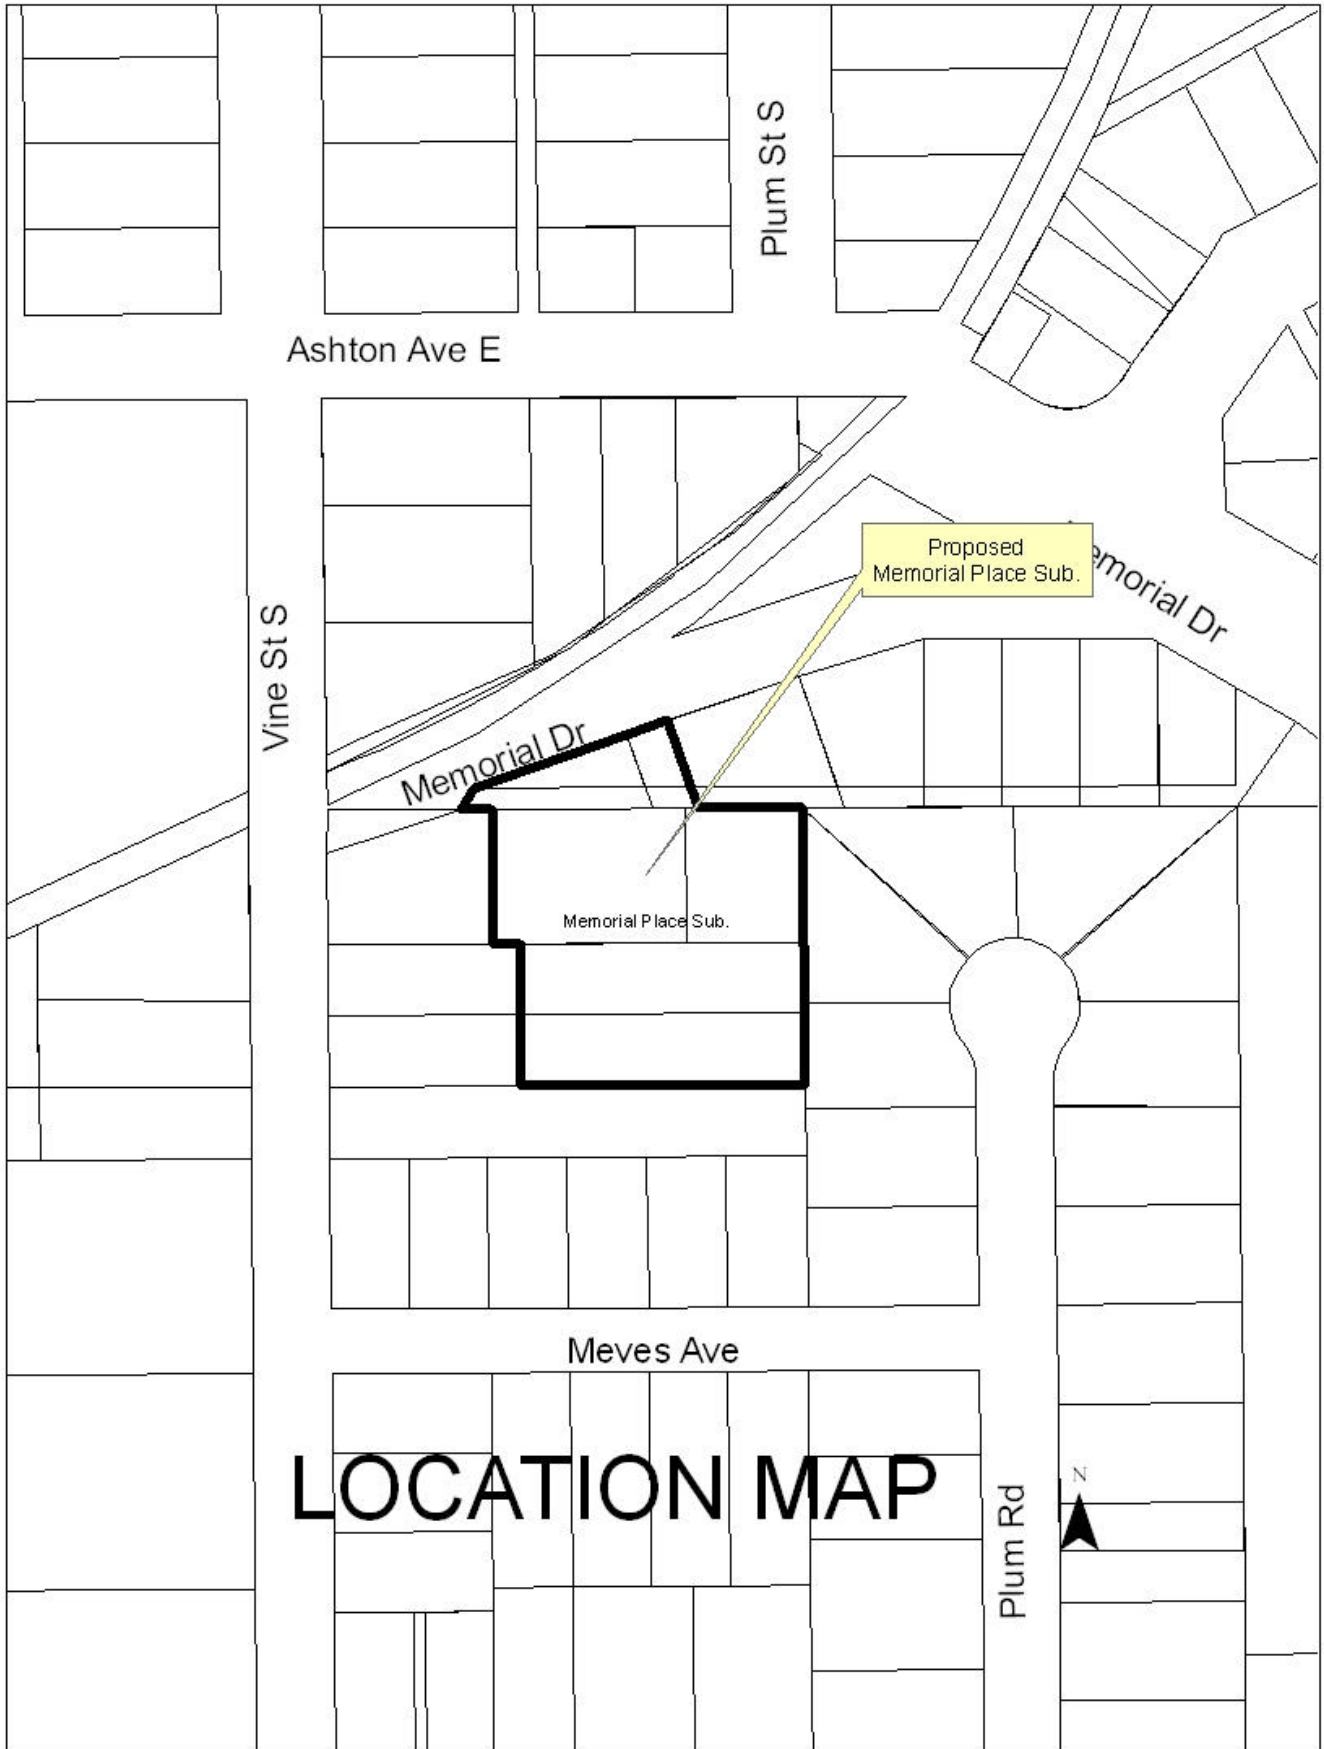 Plum St S
Ashton Ave E
Proposed
Memorial Place Sub.
emorial Dr
Vine St S
Memorial Dr
Memorial Place Sub.
Meves Ave
LOCATION MAP
N
Plum Rd